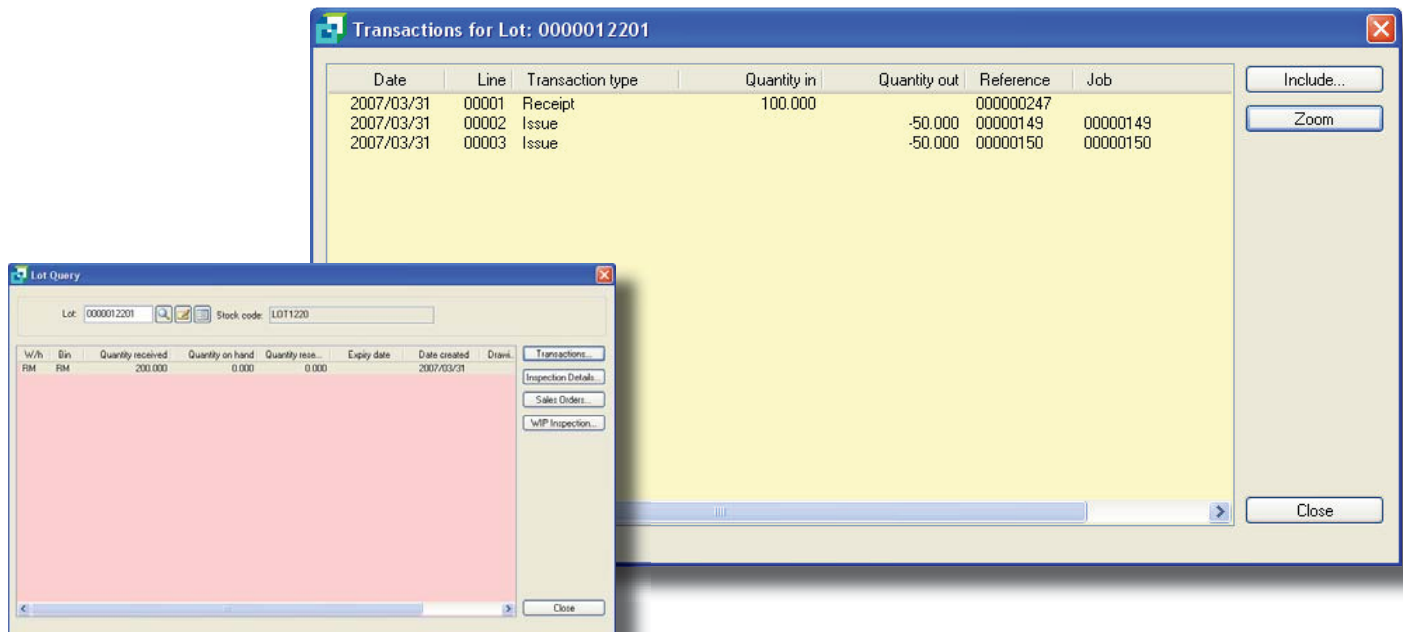 Transactions for Lot: 0000012201
Date Line Transaction type Quantity in Quantity out Reference Job
2007/03/31 00001 Receipt 100.000 000000247
2007/03/31 00002 Issue -50.000 00000149 00000149
2007/03/31 00003 Issue -50.000 00000150 00000150
Include...
Zoom
Close
Lot Query
Lot: 0000012201 Stock code: LOT1220
W/h Bin Quantity received Quantity on hand Quantity rese... Expiry date Date created Drawi..
RM RM 200.000 0.000 0.000 2007/03/31
Transactions...
Inspection Details...
Sales Orders...
WIP Inspection...
Close